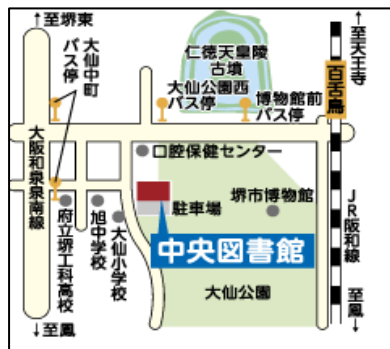 ↑至堺東
大仙中町
バス停
仁徳天皇陵
古墳
大仙公園西
バス停
博物館前
バス停
↑至天王寺
百舌鳥
大阪和泉泉南線
口腔保健センター
駐車場
堺市博物館
JR阪和線
府立堺工科高校
旭中学校
大仙小学校
中央図書館
大仙公園
↓至鳳
至鳳↓